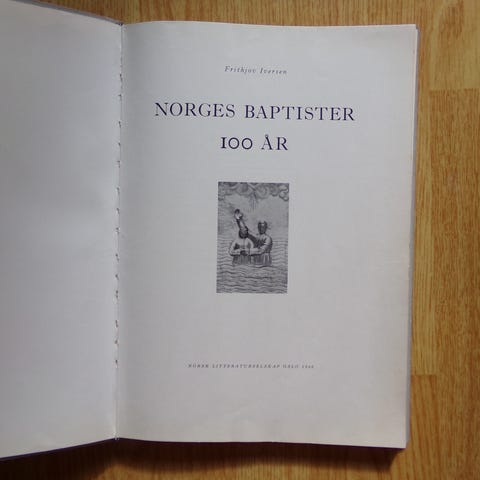 Frithjov Iversen
NORGES BAPTISTER
100 ÅR
NORSK LITTERATURSELSKAP OSLO